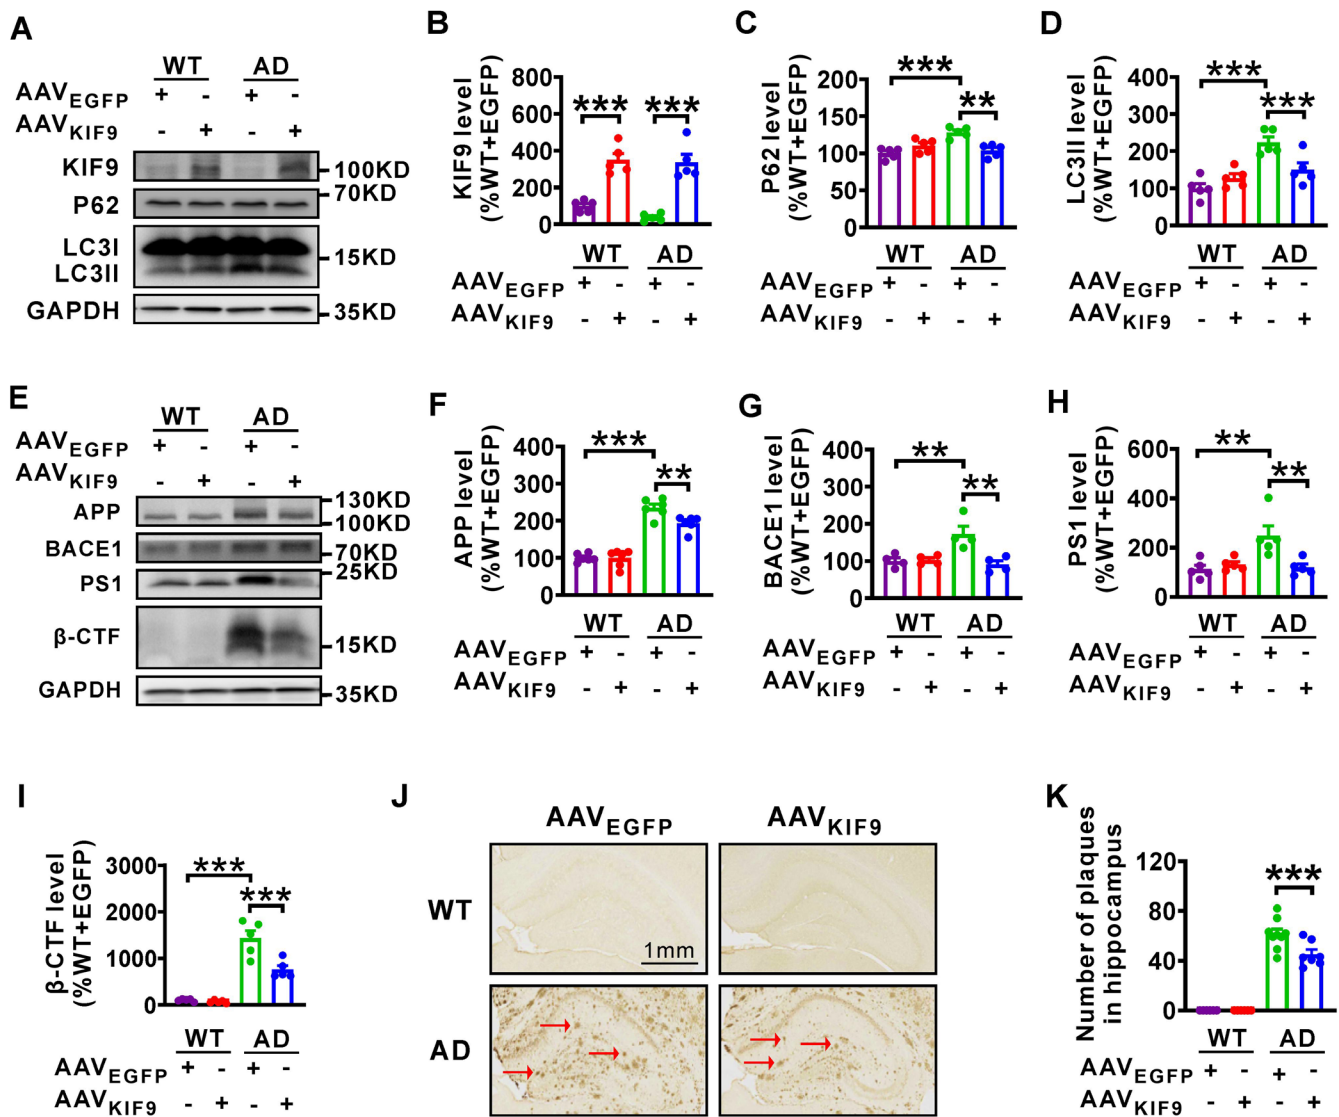 A
WT AD
AAVEGFP + - + -
AAVKIF9 - + - +
KIF9 100KD
P62 70KD
LC3I
LC3II 15KD
GAPDH 35KD
B
KIF9 level
(%WT+EGFP)
800
600
400
200
0
*** ***
WT AD
AAVEGFP + - + -
AAVKIF9 - + - +
C
P62 level
(%WT+EGFP)
200
150
100
50
0
***
**
WT AD
AAVEGFP + - + -
AAVKIF9 - + - +
D
LC3II level
(%WT+EGFP)
400
300
200
100
0
***
***
WT AD
AAVEGFP + - + -
AAVKIF9 - + - +
E
WT AD
AAVEGFP + - + -
AAVKIF9 - + - +
APP 130KD
100KD
BACE1 70KD
PS1 25KD
β-CTF 15KD
GAPDH 35KD
F
APP level
(%WT+EGFP)
400
300
200
100
0
***
**
WT AD
AAVEGFP + - + -
AAVKIF9 - + - +
G
BACE1 level
(%WT+EGFP)
400
300
200
100
0
**
**
WT AD
AAVEGFP + - + -
AAVKIF9 - + - +
H
PS1 level
(%WT+EGFP)
600
400
200
0
**
**
WT AD
AAVEGFP + - + -
AAVKIF9 - + - +
I
β-CTF level
(%WT+EGFP)
3000
2000
1000
0
***
***
WT AD
AAVEGFP + - + -
AAVKIF9 - + - +
J
AAVEGFP AAVKIF9
WT
1mm
AD
K
Number of plaques
in hippocampus
120
80
40
0
***
WT AD
AAVEGFP + - + -
AAVKIF9 - + - +